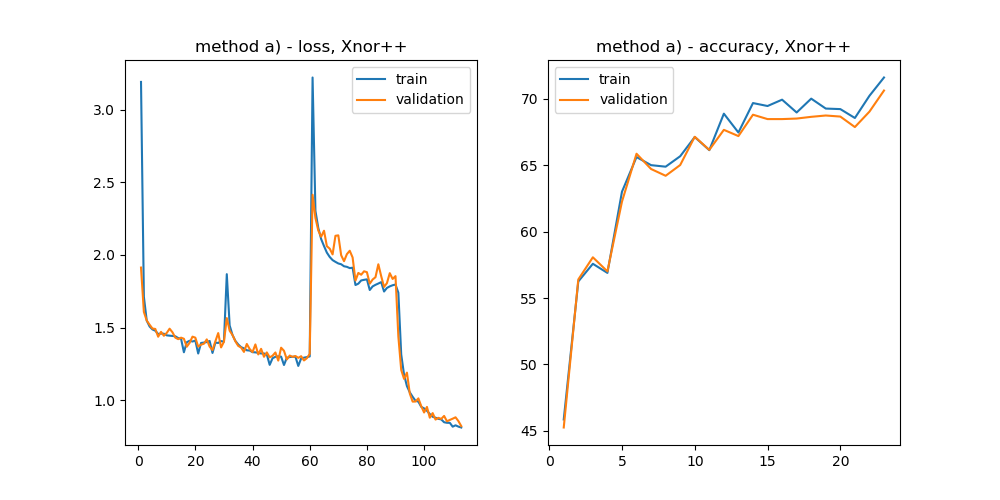 method a) - loss, Xnor++
train
validation
3.0
2.5
2.0
1.5
1.0
0 20 40 60 80 100
method a) - accuracy, Xnor++
train
validation
70
65
60
55
50
45
0 5 10 15 20